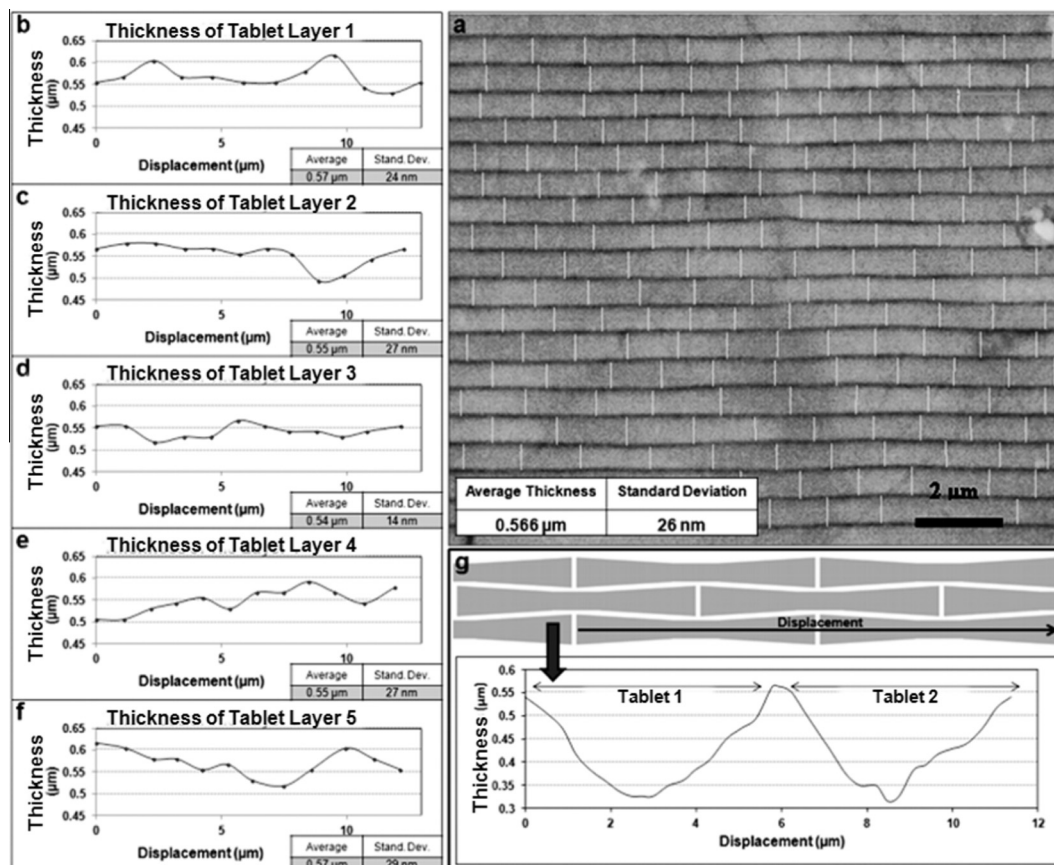 b
Thickness of Tablet Layer 1
0.65
0.6
0.55
0.5
0.45
Thickness
(µm)
0
5
10
Displacement (µm)
Average
Stand. Dev.
0.57 µm
24 nm
c
Thickness of Tablet Layer 2
0.65
0.55
0.45
Thickness
(µm)
0
5
10
Displacement (µm)
Average
Stand. Dev.
0.55 µm
27 nm
d
Thickness of Tablet Layer 3
0.65
0.6
0.55
0.5
0.45
Thickness
(µm)
0
5
10
Displacement (µm)
Average
Stand. Dev.
0.54 µm
14 nm
e
Thickness of Tablet Layer 4
0.65
0.6
0.55
0.5
0.45
Thickness
(µm)
0
5
10
Displacement (µm)
Average
Stand. Dev.
0.55 µm
27 nm
f
Thickness of Tablet Layer 5
0.65
0.6
0.55
0.5
0.45
Thickness
(µm)
0
5
10
Displacement (µm)
Average
Stand. Dev.
0.57 µm
29 nm
a
Average Thickness
Standard Deviation
0.566 µm
26 nm
2 µm
g
Displacement
0.6
0.55
0.5
0.45
0.4
0.35
0.3
Thickness (µm)
Tablet 1
Tablet 2
0
2
4
6
8
10
12
Displacement (µm)